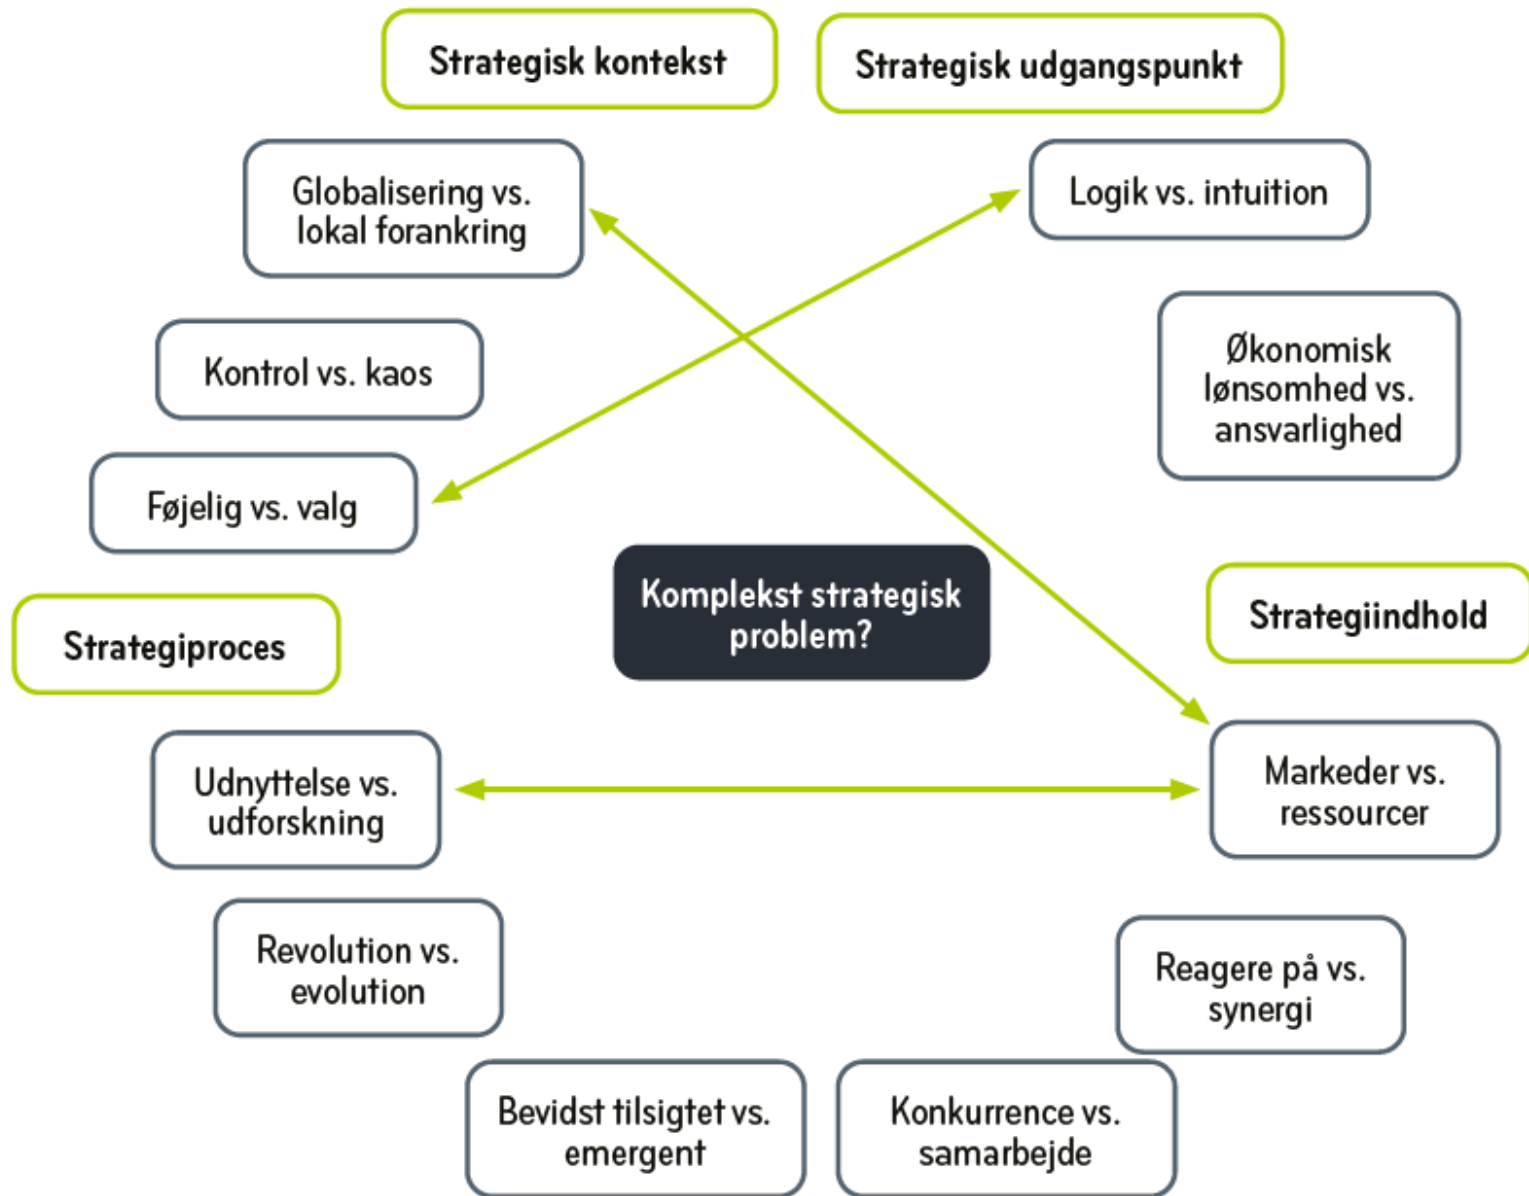 Strategisk kontekst
Strategisk udgangspunkt
Globalisering vs.
lokal forankring
Logik vs. intuition
Kontrol vs. kaos
Økonomisk
lønsomhed vs.
ansvarlighed
Føjelig vs. valg
Komplekst strategisk
problem?
Strategiproces
Strategiindhold
Udnyttelse vs.
udforskning
Markeder vs.
ressourcer
Revolution vs.
evolution
Reagere på vs.
synergi
Bevidst tilsigtet vs.
emergent
Konkurrence vs.
samarbejde